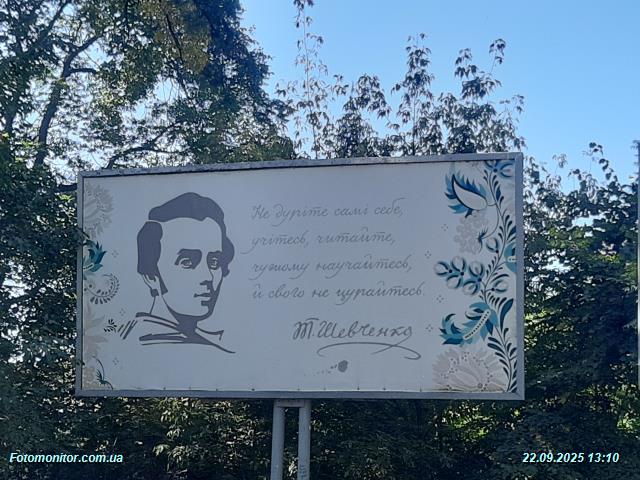 Не дуріте самі себе,
учітесь, читайте,
чужому научайтесь,
й свого не цурайтесь.
Т. Шевченко
Fotomonitor.com.ua
22.09.2025 13:10